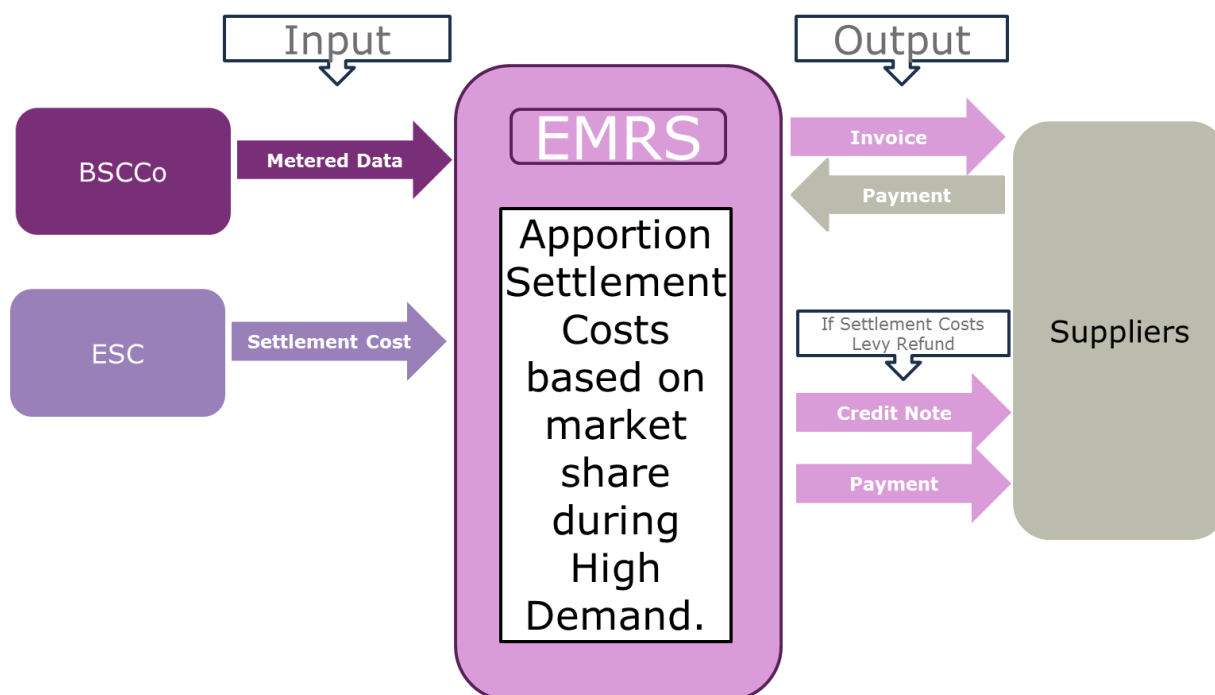 Input
Output
BSCCo
Metered Data
EMRS
Invoice
Payment
ESC
Settlement Cost
Apportion
Settlement
Costs
based on
market
share
during
High
Demand.
If Settlement Costs
Levy Refund
Credit Note
Payment
Suppliers